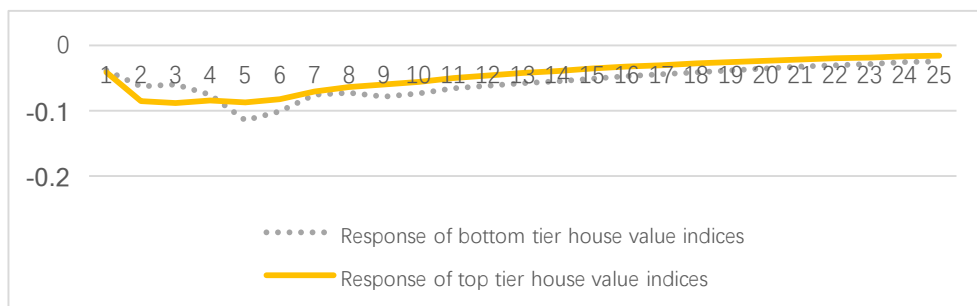 0
1 2 3 4 5 6 7 8 9 10 11 12 13 14 15 16 17 18 19 20 21 22 23 24 25
-0.1
-0.2
Response of bottom tier house value indices
Response of top tier house value indices